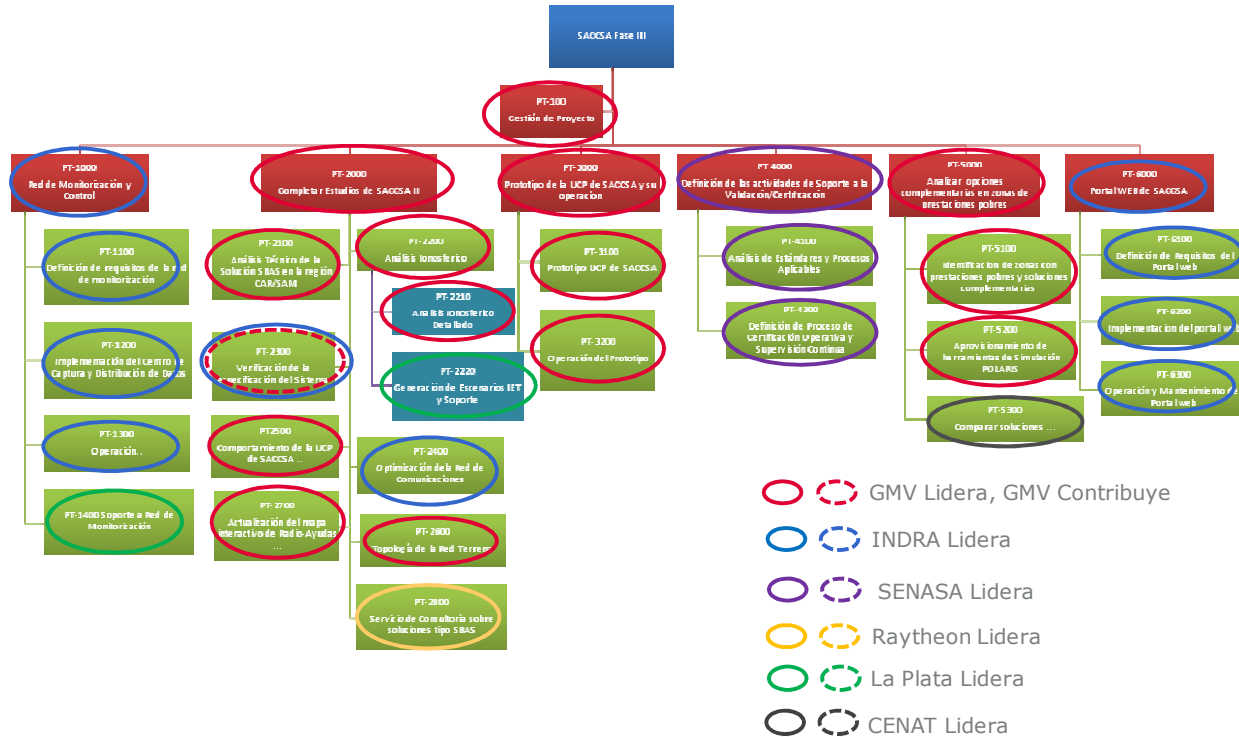 SACCSA Fase III
PT-100
Gestión de Proyecto
PT-1000
Red de Monitorización y
Control
PT-2000
Completar Estudios de SACCSA II
PT-3000
Prototipo de la UCP de SACCSA y su
operación
PT-4000
Definición de las actividades de Soporte a la
Validación/Certificación
PT-5000
Analizar opciones
complementarias en zonas de
prestaciones pobres
PT-6000
Portal WEB de SACCSA
PT-1100
Definición de requisitos de la red
de monitorización
PT-1200
Implementación del Centro de
Captura y Distribución de Datos
PT-1300
Operación..
PT-1400 Soporte a Red de
Monitorización
PT-2100
Análisis Técnico de la
Solución SBAS en la región
CAR/SAM
PT-2300
Verificación de la
Especificación del Sistema
PT2500
Comportamiento de la UCP
de SACCSA ..
PT-2700
Actualización del mapa
interactivo de Radio-Ayudas
...
PT-2200
Análisis Ionosférico
PT-2210
Análisis Ionosférico
Detallado
PT-2220
Generación de Escenarios IET
y Soporte
PT-2400
Optimización de la Red de
Comunicaciones
PT-2600
Topología de la Red Terrena
PT-2800
Servicio de Consultoría sobre
soluciones tipo SBAS
PT-3100
Prototipo UCP de SACCSA
PT-3200
Operación del Prototipo
PT-4100
Análisis de Estándares y Procesos
Aplicables
PT-4200
Definición de Proceso de
Certificación Operativa y
Supervisión Continua
PT-5100
Identificación de zonas con
prestaciones pobres y soluciones
complementarias
PT-5200
Aprovisionamiento de
herramientas de Simulación
POLARIS
PT-5300
Comparar soluciones ...
PT-6100
Definición de Requisitos del
Portal web
PT-6200
Implementación del portal web
PT-6300
Operación y Mantenimiento de
Portal web
GMV Lidera, GMV Contribuye
INDRA Lidera
SENASA Lidera
Raytheon Lidera
La Plata Lidera
CENAT Lidera